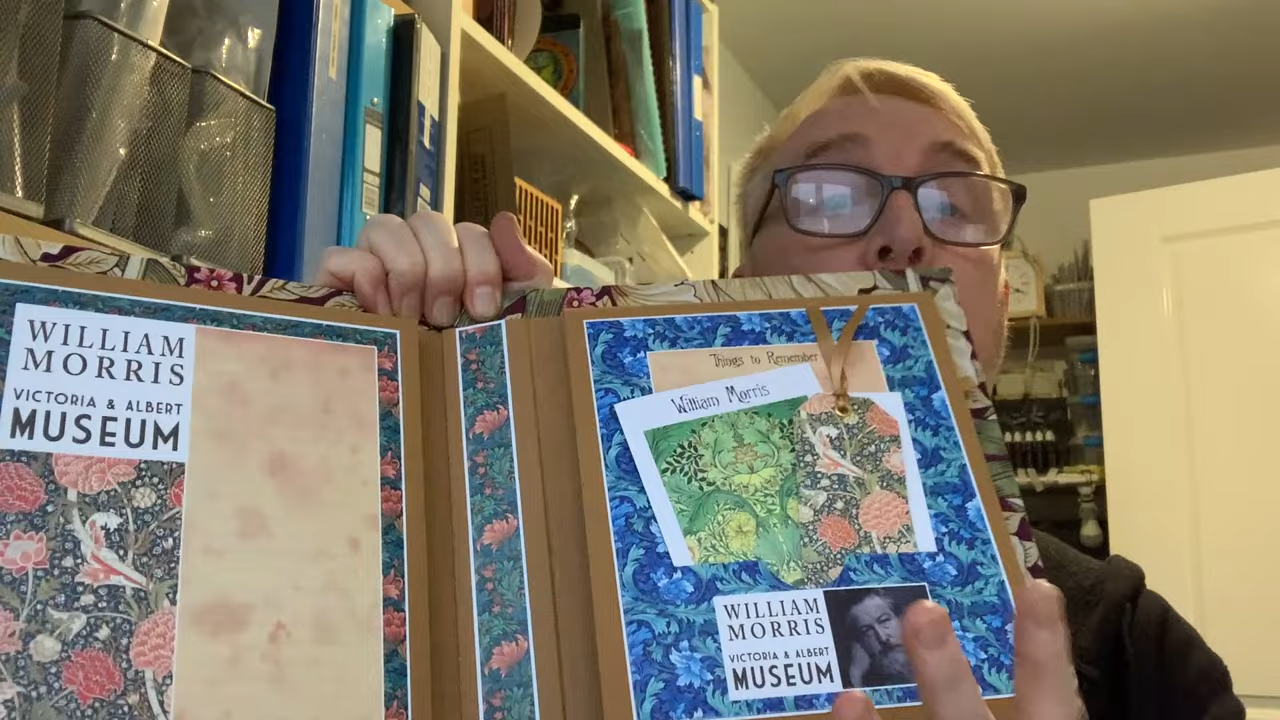 WILLIAM
MORRIS
VICTORIA & ALBERT
MUSEUM
Things to Remember
William Morris
WILLIAM
MORRIS
VICTORIA & ALBERT
MUSEUM